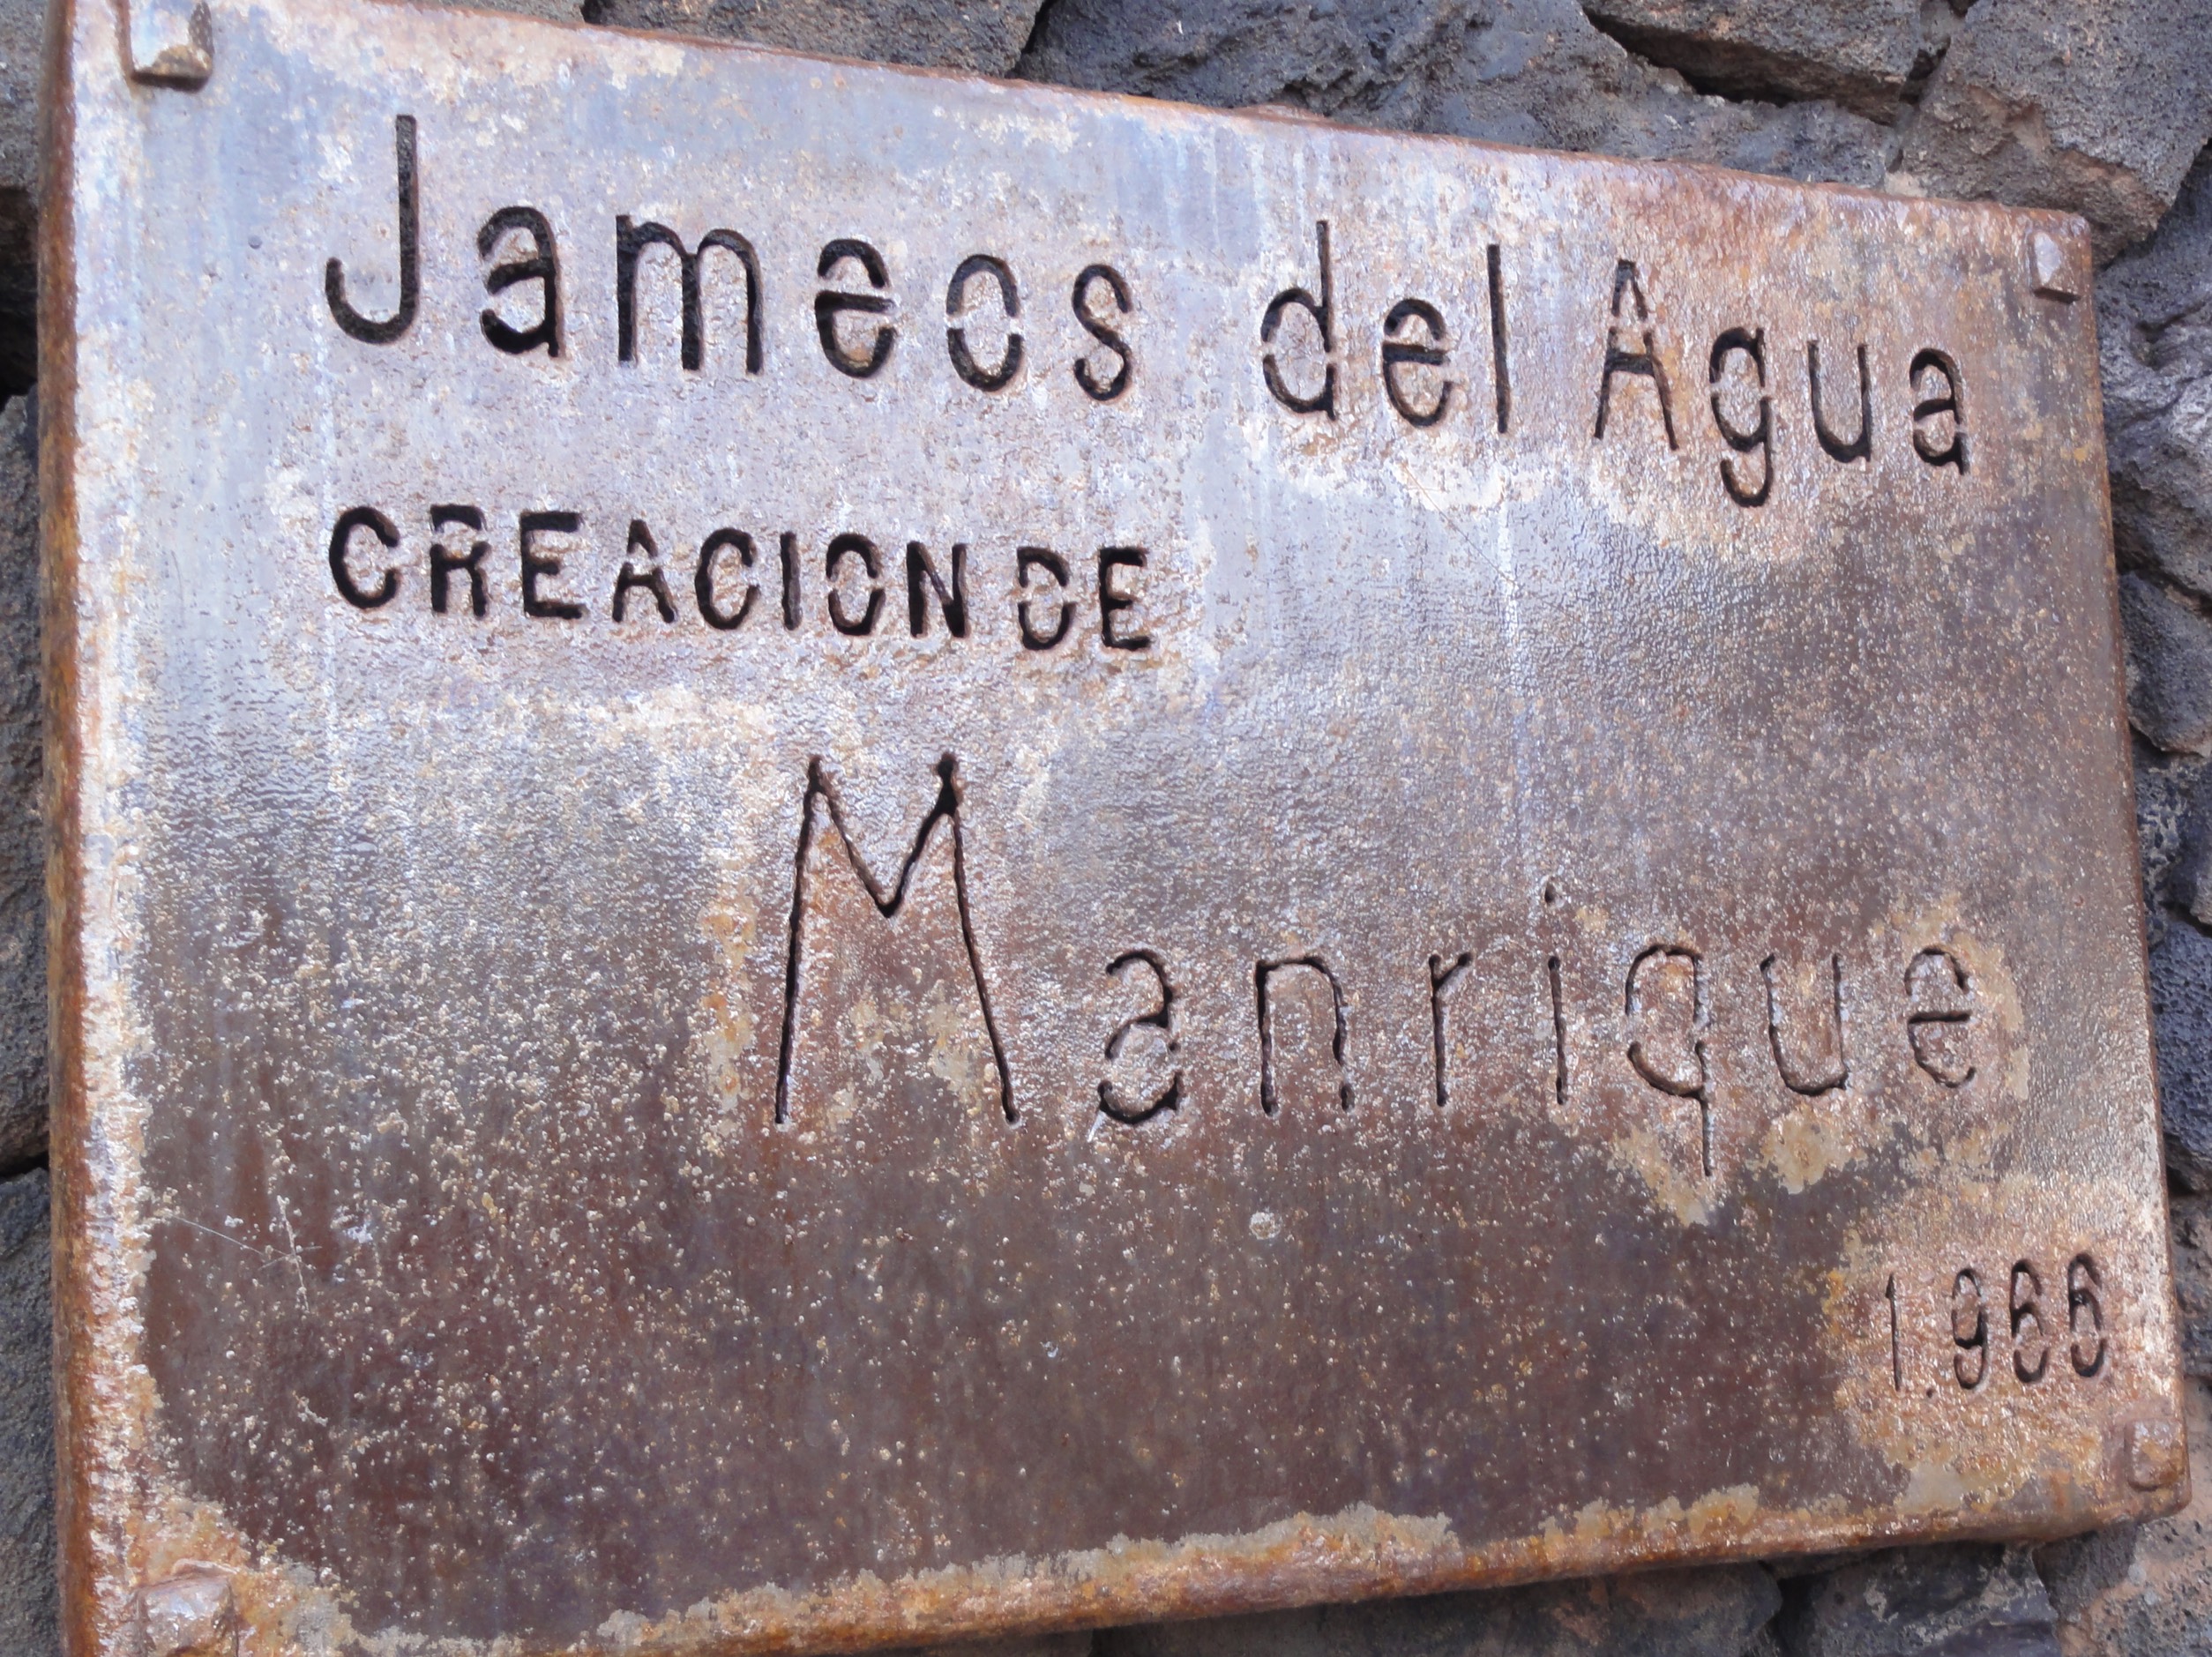 Jameos del Agua
CREACION DE
Manrique
1.966